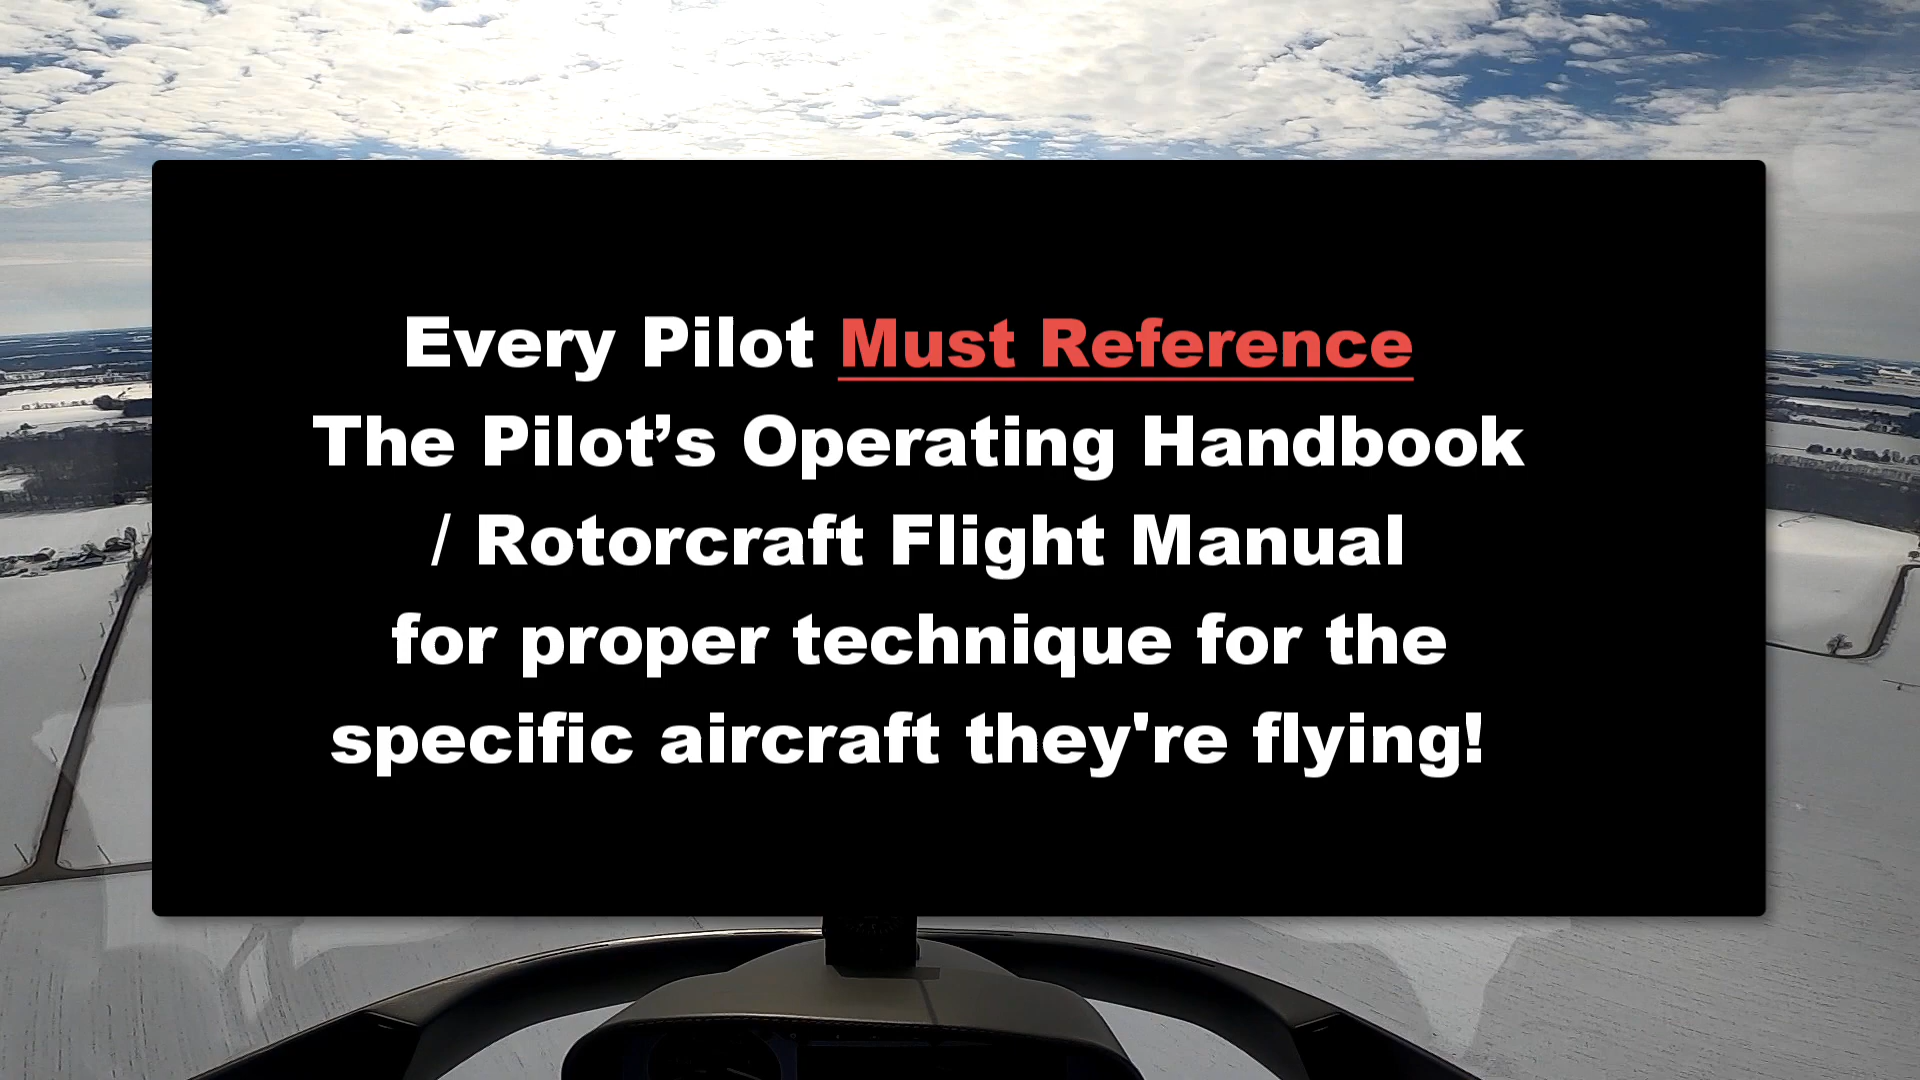 Every Pilot Must Reference
The Pilot’s Operating Handbook
/ Rotorcraft Flight Manual
for proper technique for the
specific aircraft they're flying!